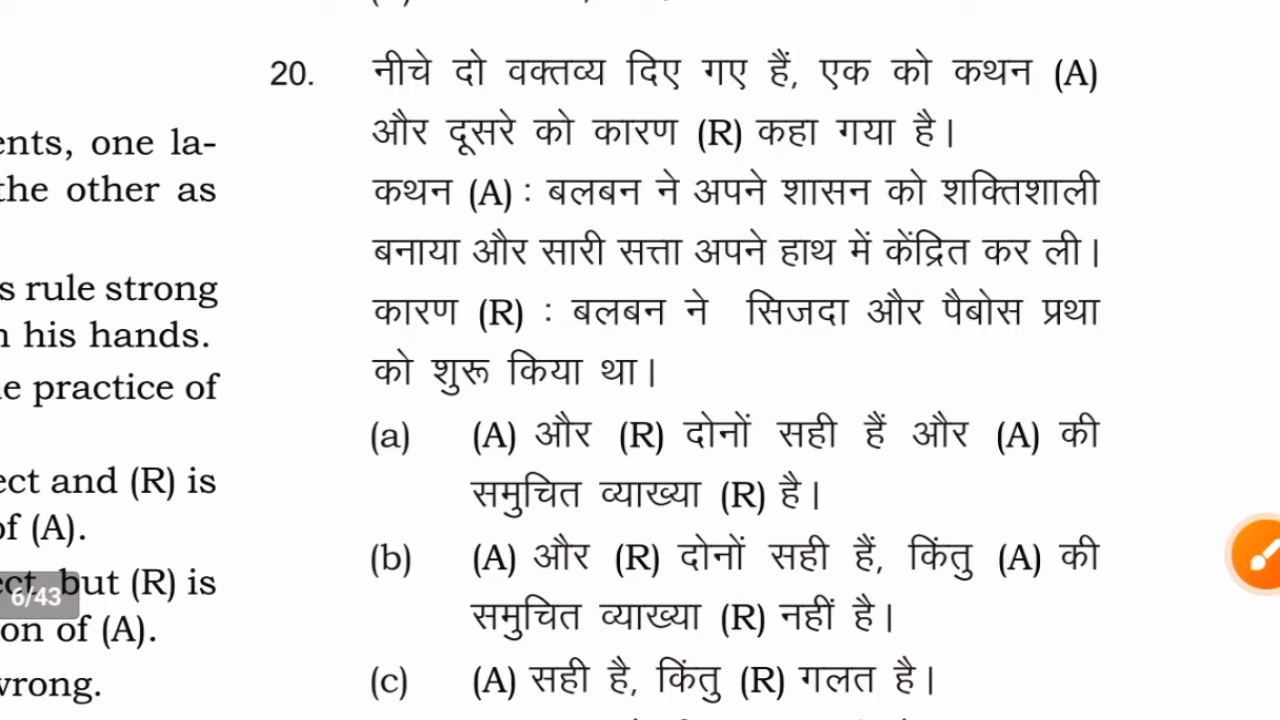 20. नीचे दो वक्तव्य दिए गए हैं, एक को कथन (A)
और दूसरे को कारण (R) कहा गया है।
कथन (A) : बलबन ने अपने शासन को शक्तिशाली
बनाया और सारी सत्ता अपने हाथ में केंद्रित कर ली।
कारण (R) : बलबन ने सिजदा और पैबोस प्रथा
को शुरू किया था।
(a) (A) और (R) दोनों सही हैं और (A) की
समुचित व्याख्या (R) है।
(b) (A) और (R) दोनों सही हैं, किंतु (A) की
समुचित व्याख्या (R) नहीं है।
(c) (A) सही है, किंतु (R) गलत है।
ents, one la-
the other as
s rule strong
his hands.
practice of
ect and (R) is
of (A).
ect, but (R) is
6/43
on of (A).
wrong.